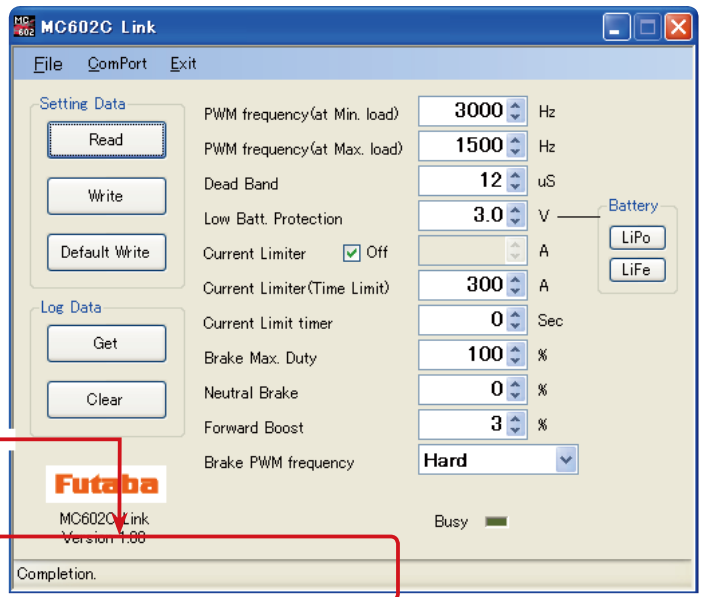 MC602C Link
File ComPort Exit
Setting Data
Read
Write
Default Write
Log Data
Get
Clear
PWM frequency(at Min. load) 3000 Hz
PWM frequency(at Max. load) 1500 Hz
Dead Band 12 uS
Low Batt. Protection 3.0 V
Current Limiter Off A
Current Limiter(Time Limit) 300 A
Current Limit timer 0 Sec
Brake Max. Duty 100 %
Neutral Brake 0 %
Forward Boost 3 %
Brake PWM frequency Hard
Battery
LiPo
LiFe
Futaba
MC602C Link
Version 1.00
Busy
Completion.
MC-
602